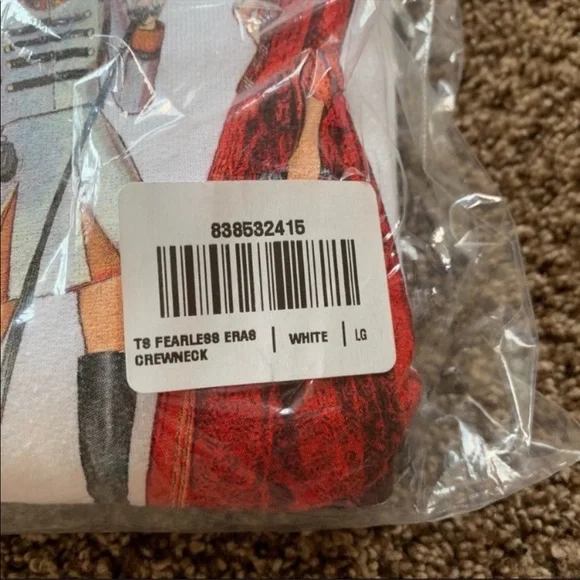 838532415
TS FEARLESS ERAS | WHITE | LG
CREWNECK